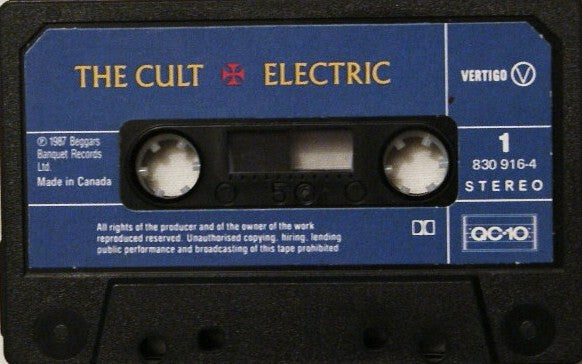 THE CULT ✠ ELECTRIC
VERTIGO V
℗ 1987 Beggars
Banquet Records
Ltd.
Made in Canada
1
830 916-4
STEREO
50
All rights of the producer and of the owner of the work
reproduced reserved. Unauthorised copying, hiring, lending
public performance and broadcasting of this tape prohibited
QC-10